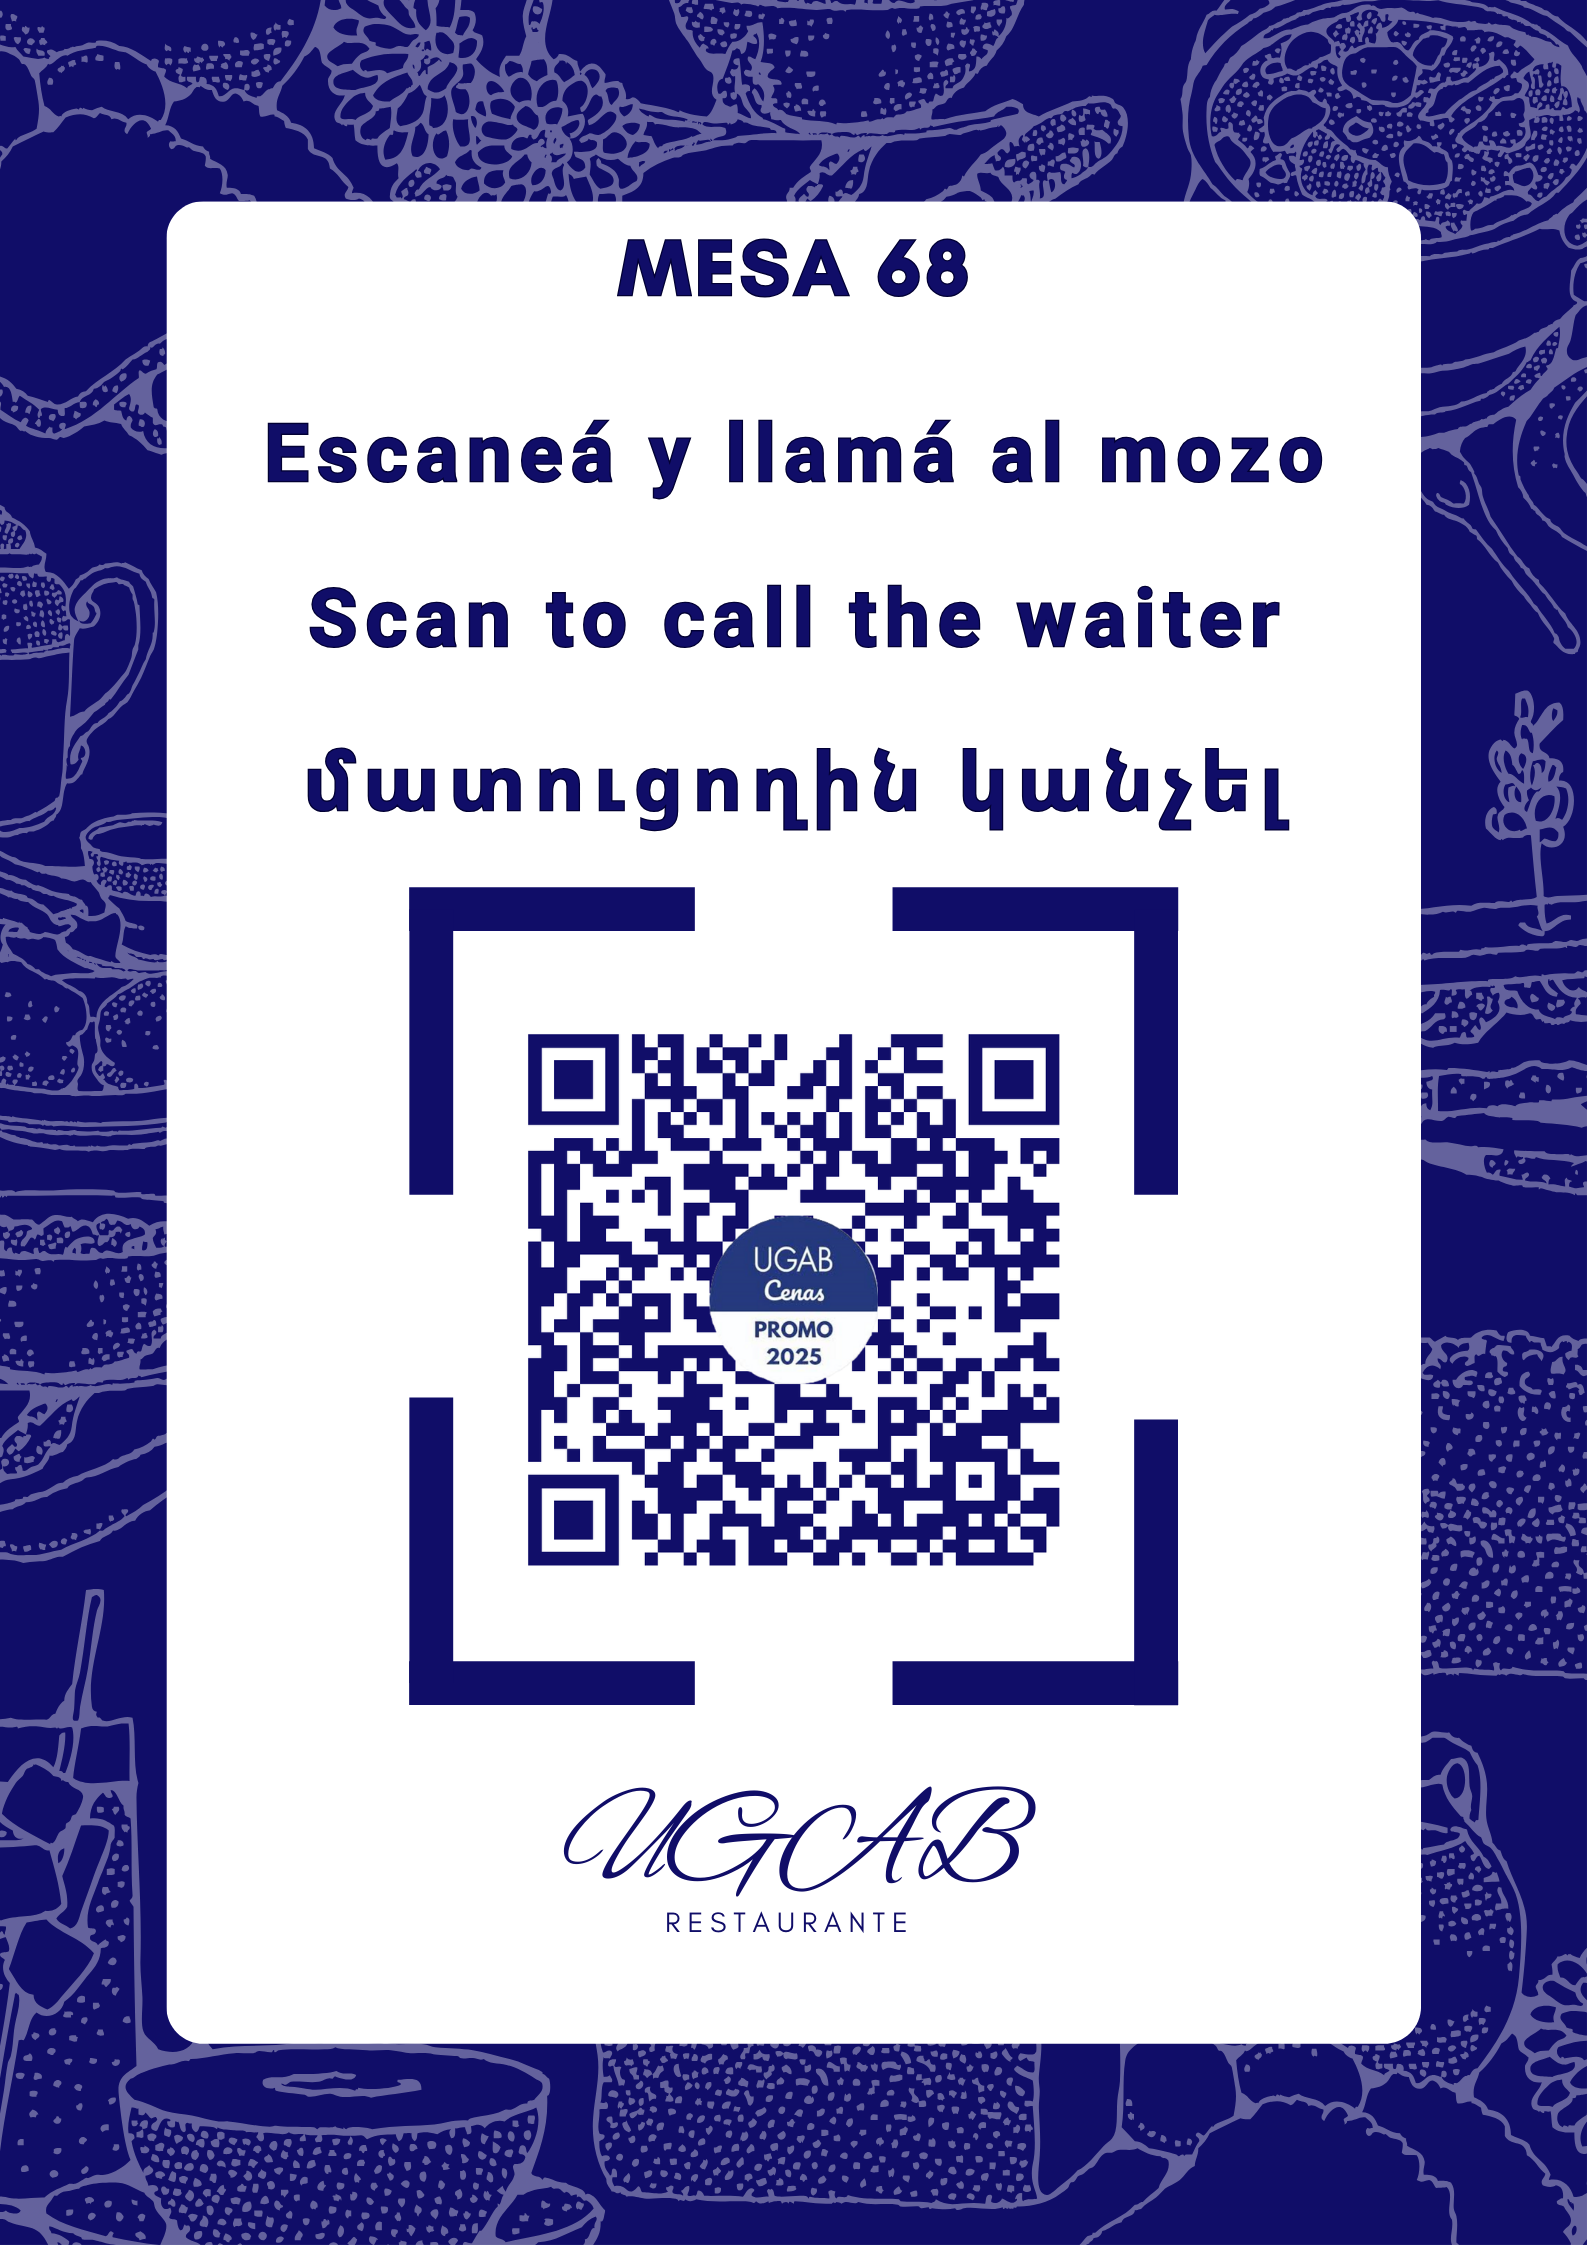 MESA 68
Escaneá y llamá al mozo
Scan to call the waiter
մատուցողին կանչել
UGAB
Cenas
PROMO
2025
UGAB
RESTAURANTE